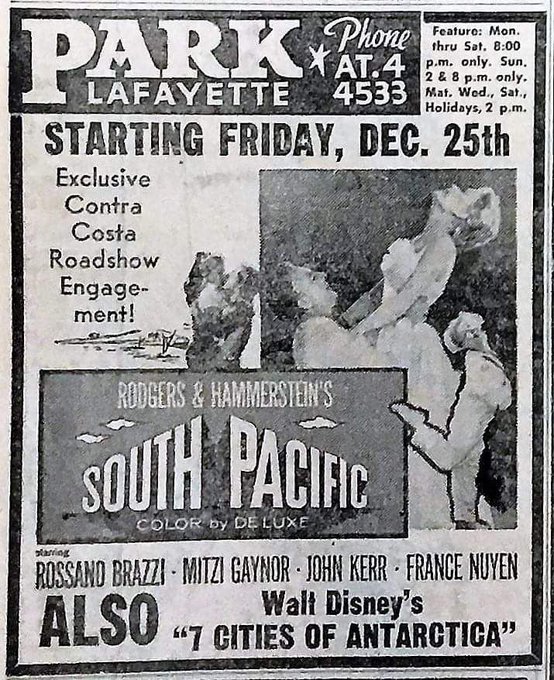 PARK
LAFAYETTE
Phone
AT. 4
4533
Feature: Mon.
thru Sat. 8:00
p.m. only. Sun.
2 & 8 p.m. only.
Mat. Wed., Sat.,
Holidays, 2 p.m.
STARTING FRIDAY, DEC. 25th
Exclusive
Contra
Costa
Roadshow
Engage-
ment!
RODGERS & HAMMERSTEIN'S
SOUTH PACIFIC
COLOR by DE LUXE
starring
ROSSANO BRAZZI · MITZI GAYNOR · JOHN KERR · FRANCE NUYEN
ALSO
Walt Disney's
"7 CITIES OF ANTARCTICA"